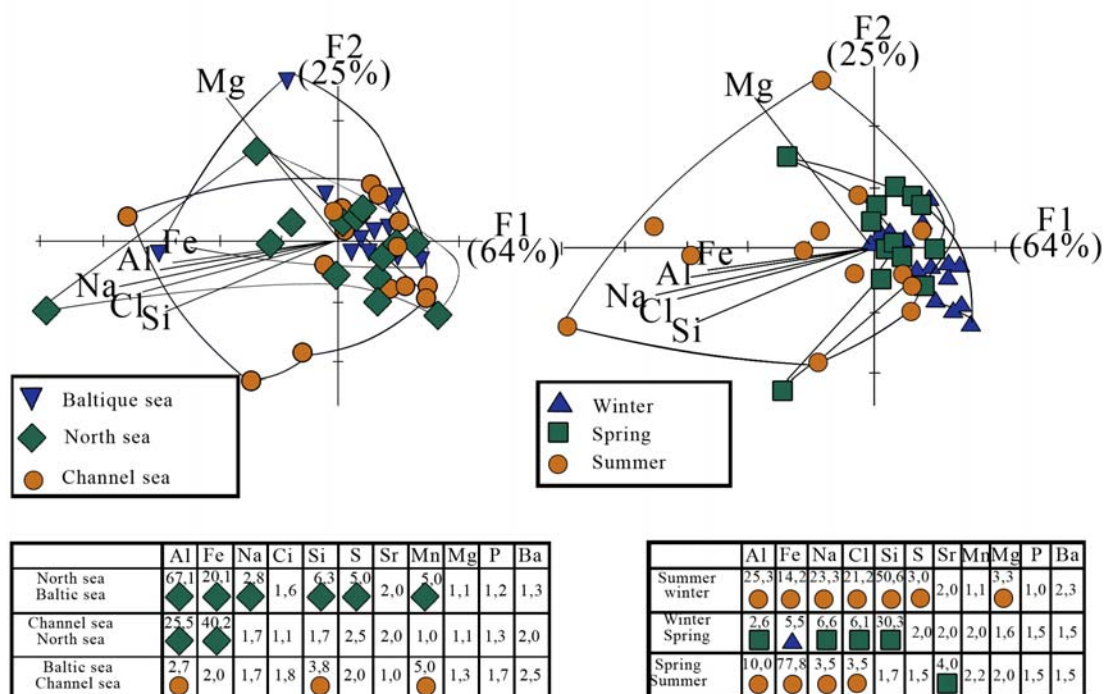 F2
(25%)
Mg
F1
(64%)
Fe
Al
Na
Cl
Si
Baltique sea
North sea
Channel sea
F2
(25%)
Mg
F1
(64%)
Fe
Al
Na
Cl
Si
Winter
Spring
Summer
Al Fe Na Ci Si S Sr Mn Mg P Ba
North sea
Baltic sea
67,1 20,1 2,8 1,6 6,3 5,0 2,0 5,0 1,1 1,2 1,3
Channel sea
North sea
25,5 40,2 1,7 1,1 1,7 2,5 2,0 1,0 1,1 1,3 2,0
Baltic sea
Channel sea
2,7 2,0 1,7 1,8 3,8 2,0 1,0 5,0 1,3 1,7 2,5
Al Fe Na Cl Si S Sr Mn Mg P Ba
Summer
winter
25,3 14,2 23,3 21,2 50,6 3,0 2,0 1,1 3,3 1,0 2,3
Winter
Spring
2,6 5,5 6,6 6,1 30,3 2,0 2,0 2,0 1,6 1,5 1,5
Spring
Summer
10,0 77,8 3,5 3,5 1,7 1,5 4,0 2,2 2,0 1,5 1,5